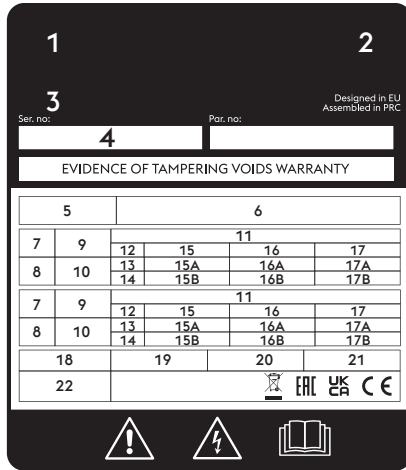 1 2
3
Designed in EU
Assembled in PRC
Ser. no: Par. no:
4
EVIDENCE OF TAMPERING VOIDS WARRANTY
5 6
7 9 11
12 15 16 17
8 10 13 15A 16A 17A
14 15B 16B 17B
7 9 11
12 15 16 17
8 10 13 15A 16A 17A
14 15B 16B 17B
18 19 20 21
22 EAC UK CA CE